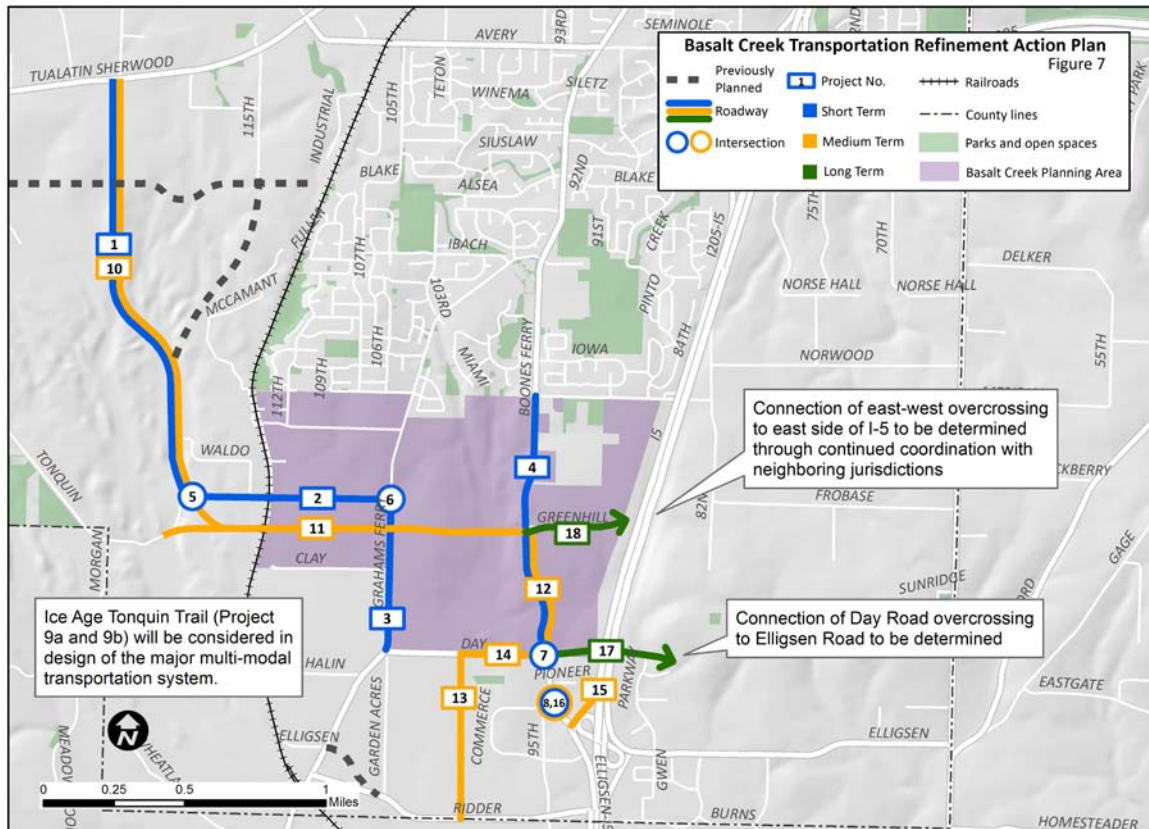 Basalt Creek Transportation Refinement Action Plan
Figure 7
Previously
Planned
Roadway
Intersection
1
Project No.
Short Term
Medium Term
Long Term
Railroads
County lines
Parks and open spaces
Basalt Creek Planning Area
SEMINOLE
93RD
AVERY
TUALATIN SHERWOOD
TETON
SILETZ
WINEMA
105TH
115TH
INDUSTRIAL
SIUSLAW
92ND
BLAKE
BLAKE
ALSEA
75TH
70TH
FULLER
107TH
IBACH
91ST
CREEK
PINTO
I205-I5
DELKER
1
10
MCCAMANT
103RD
NORSE HALL
NORSE HALL
106TH
109TH
MIAMI
BOONES FERRY
IOWA
84TH
NORWOOD
55TH
112TH
I5
Connection of east-west overcrossing
to east side of I-5 to be determined
through continued coordination with
neighboring jurisdictions
WALDO
TONQUIN
4
5
2
6
82N
FROBASE
GREENHILL
18
11
MORGAN
CLAY
GRAHAMS FERRY
GAGE
12
SUNRIDGE
3
Ice Age Tonquin Trail (Project
9a and 9b) will be considered in
design of the major multi-modal
transportation system.
Connection of Day Road overcrossing
to Elligsen Road to be determined
HALIN
DAY
14
7
17
PIONEER
15
PARKWAY
13
8,16
EASTGATE
GARDEN ACRES
COMMERCE
95TH
N
ELLIGSEN
ELLIGSEN
GWEN
ELLIGSEN-I5
0
0.25
0.5
1
Miles
RIDDER
BURNS
HOMESTEADER